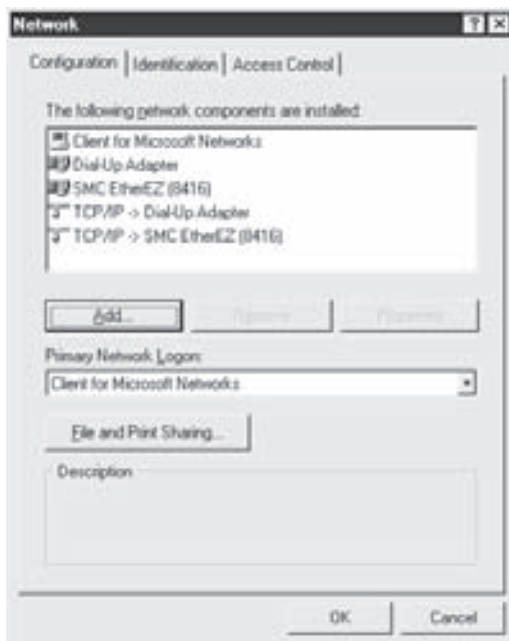 Network
? ×
Configuration Identification Access Control
The following network components are installed:
Client for Microsoft Networks
Dial-Up Adapter
SMC EtherEZ (8416)
TCP/IP -> Dial-Up Adapter
TCP/IP -> SMC EtherEZ (8416)
Add... Remove Properties
Primary Network Logon:
Client for Microsoft Networks
File and Print Sharing...
Description
OK Cancel